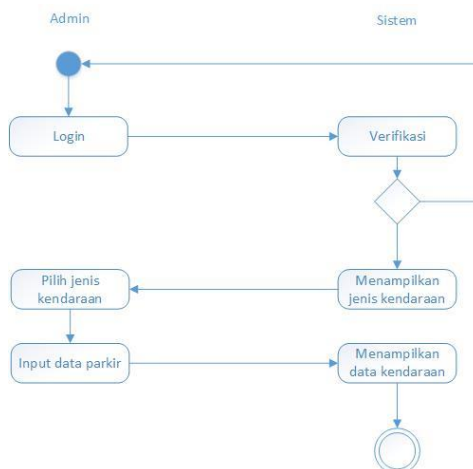 Admin
Sistem
Login
Verifikasi
Pilih jenis
kendaraan
Menampilkan
jenis kendaraan
Input data parkir
Menampilkan
data kendaraan